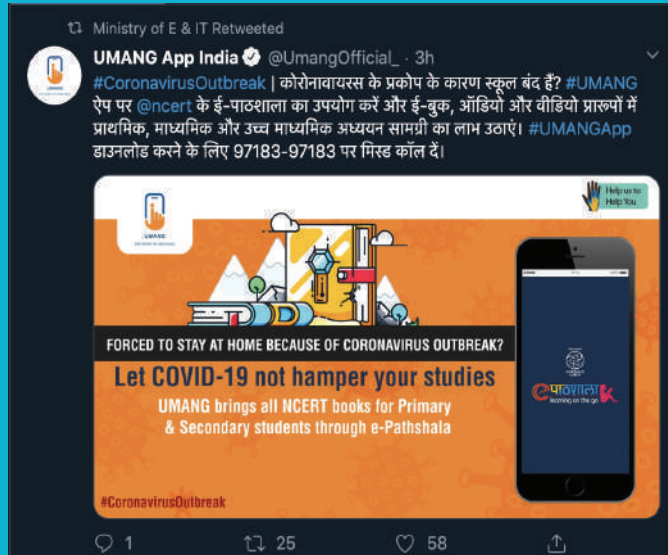 Ministry of E & IT Retweeted
UMANG App India @UmangOfficial_ · 3h
#CoronavirusOutbreak | कोरोनावायरस के प्रकोप के कारण स्कूल बंद हैं? #UMANG
ऐप पर @ncert के ई-पाठशाला का उपयोग करें और ई-बुक, ऑडियो और वीडियो प्रारूपों में
प्राथमिक, माध्यमिक और उच्च माध्यमिक अध्ययन सामग्री का लाभ उठाएं। #UMANGApp
डाउनलोड करने के लिए 97183-97183 पर मिस्ड कॉल दें।
UMANG
Help us to
Help You
FORCED TO STAY AT HOME BECAUSE OF CORONAVIRUS OUTBREAK?
Let COVID-19 not hamper your studies
UMANG brings all NCERT books for Primary
& Secondary students through e-Pathshala
eपाठशाला
learning on the go
#CoronavirusOutbreak
1 25 58